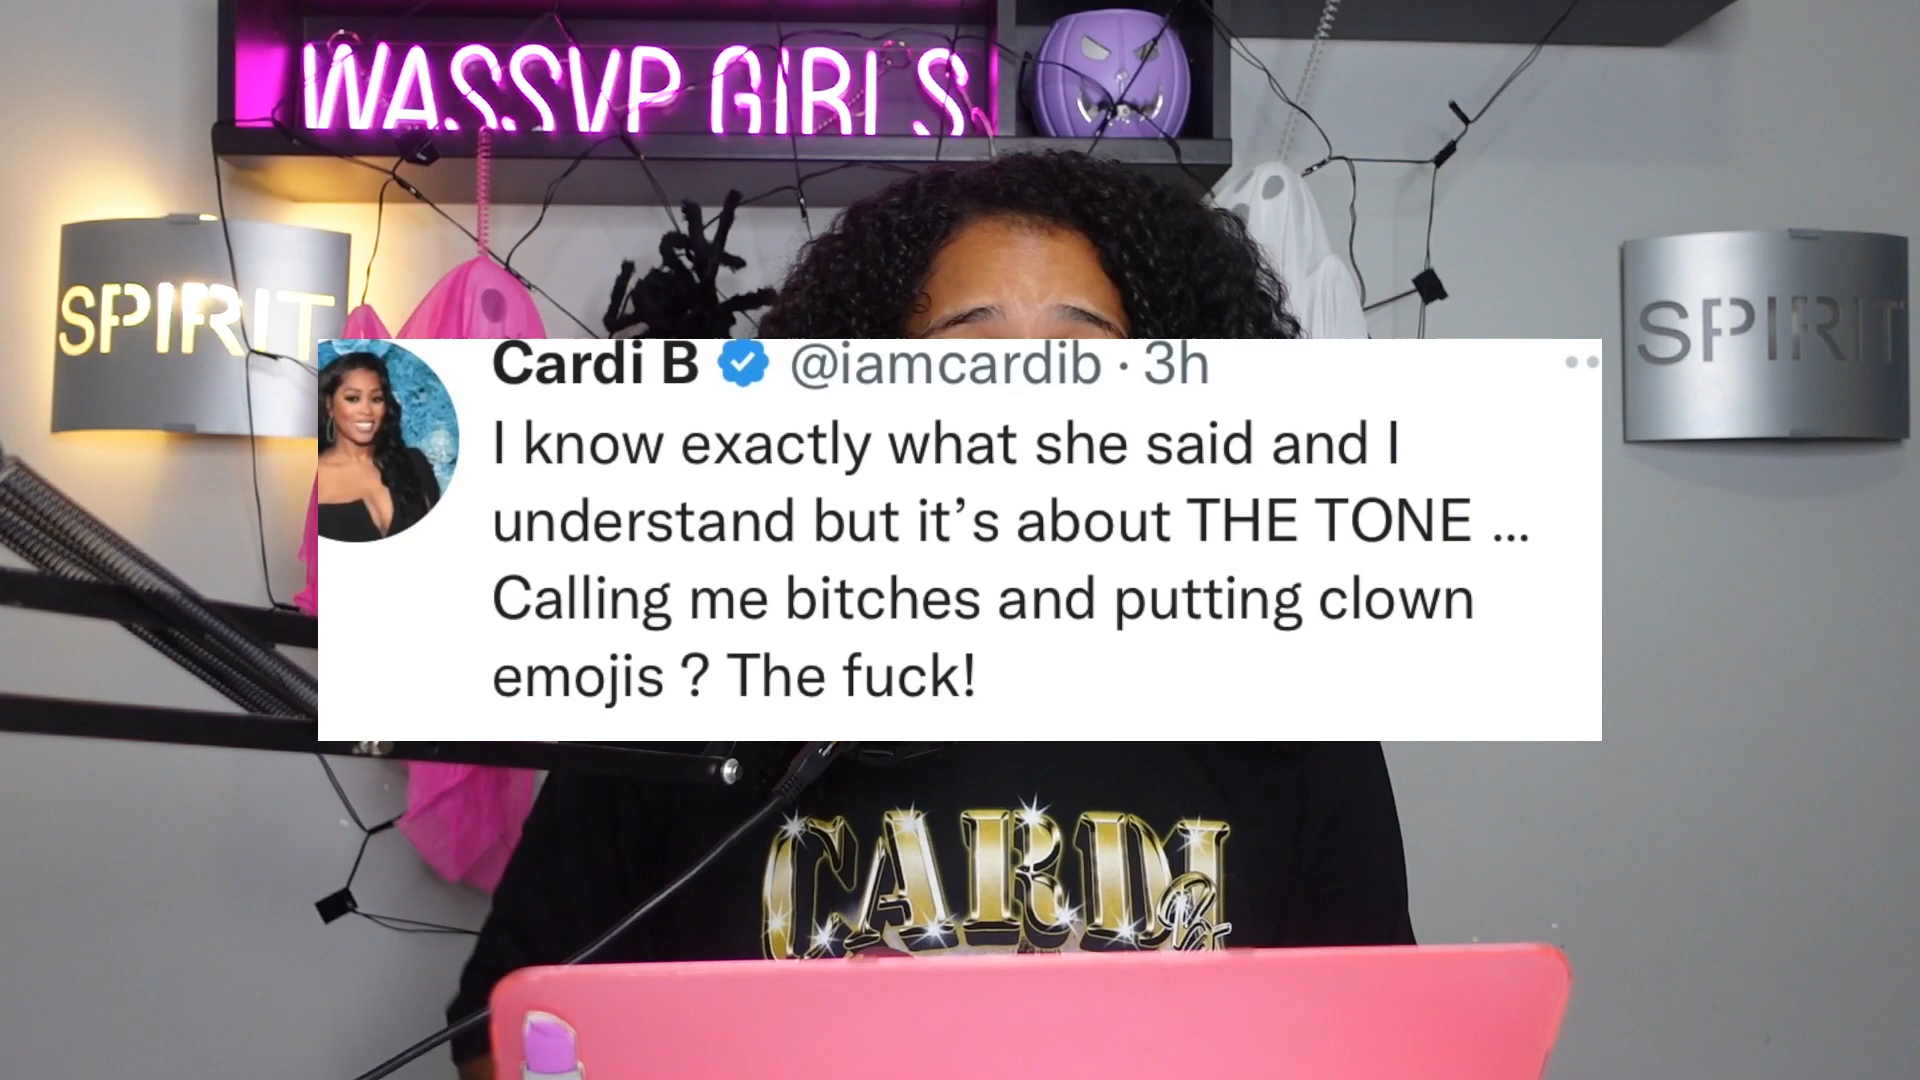 WASSVP GIRLS
SPIRIT
SPIRIT
Cardi B @iamcardib · 3h
I know exactly what she said and I
understand but it’s about THE TONE ...
Calling me bitches and putting clown
emojis ? The fuck!
CARDI
B